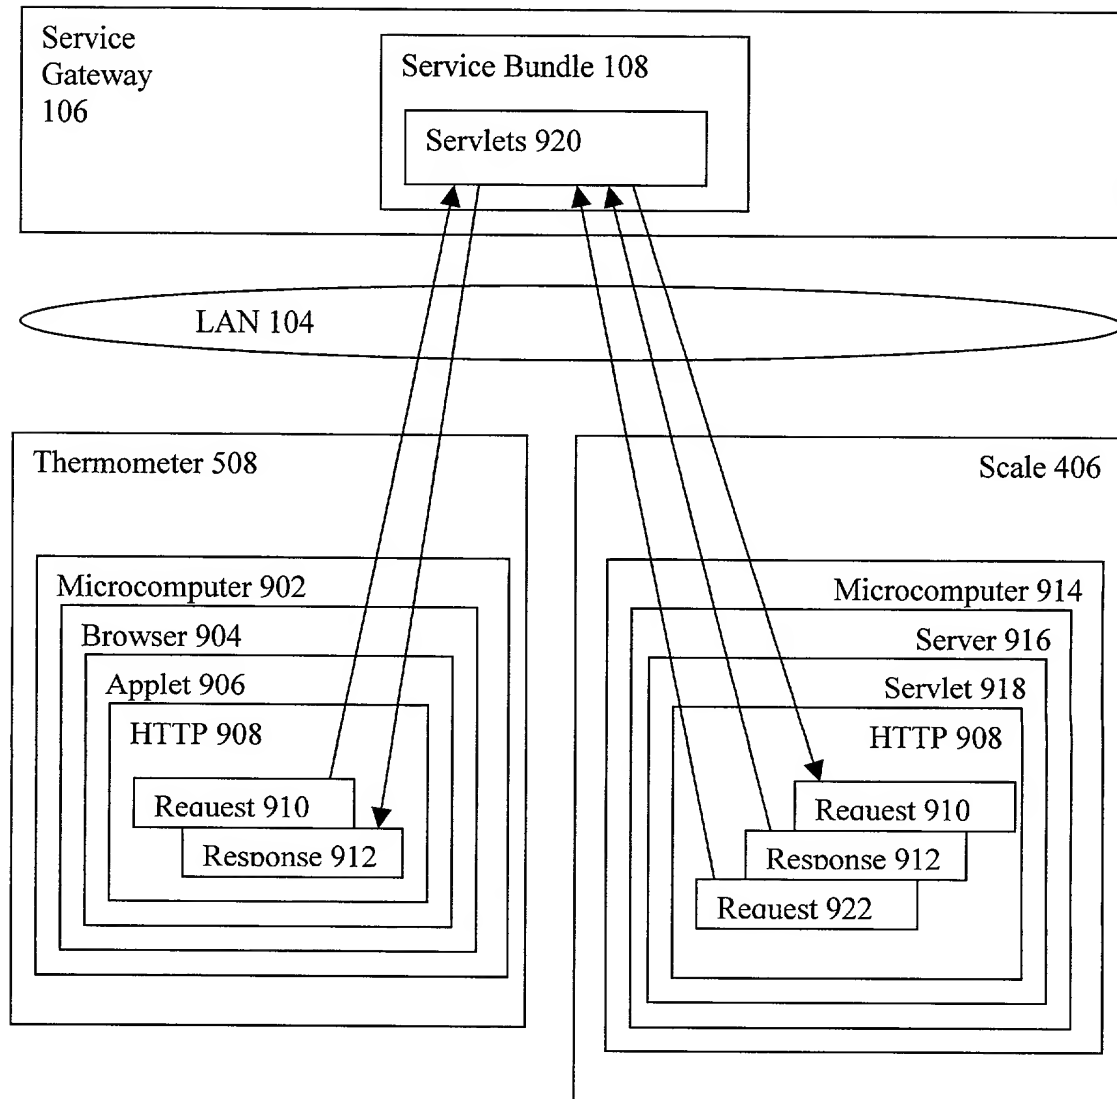 Service
Gateway
106
Service Bundle 108
Servlets 920
LAN 104
Thermometer 508
Microcomputer 902
Browser 904
Applet 906
HTTP 908
Request 910
Response 912
Scale 406
Microcomputer 914
Server 916
Servlet 918
HTTP 908
Request 910
Response 912
Request 922